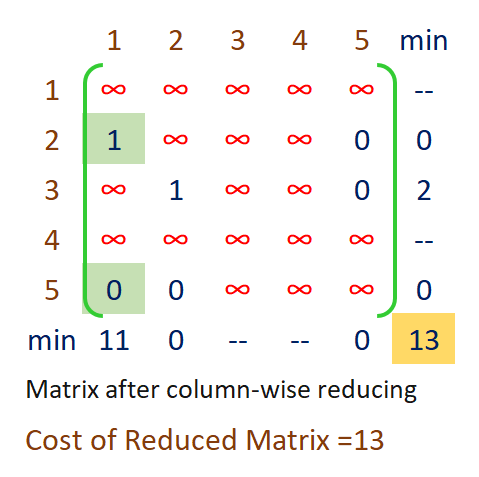 1 2 3 4 5 min
1 ∞ ∞ ∞ ∞ ∞ --
2 1 ∞ ∞ ∞ 0 0
3 ∞ 1 ∞ ∞ 0 2
4 ∞ ∞ ∞ ∞ ∞ --
5 0 0 ∞ ∞ ∞ 0
min 11 0 -- -- 0 13
Matrix after column-wise reducing
Cost of Reduced Matrix =13